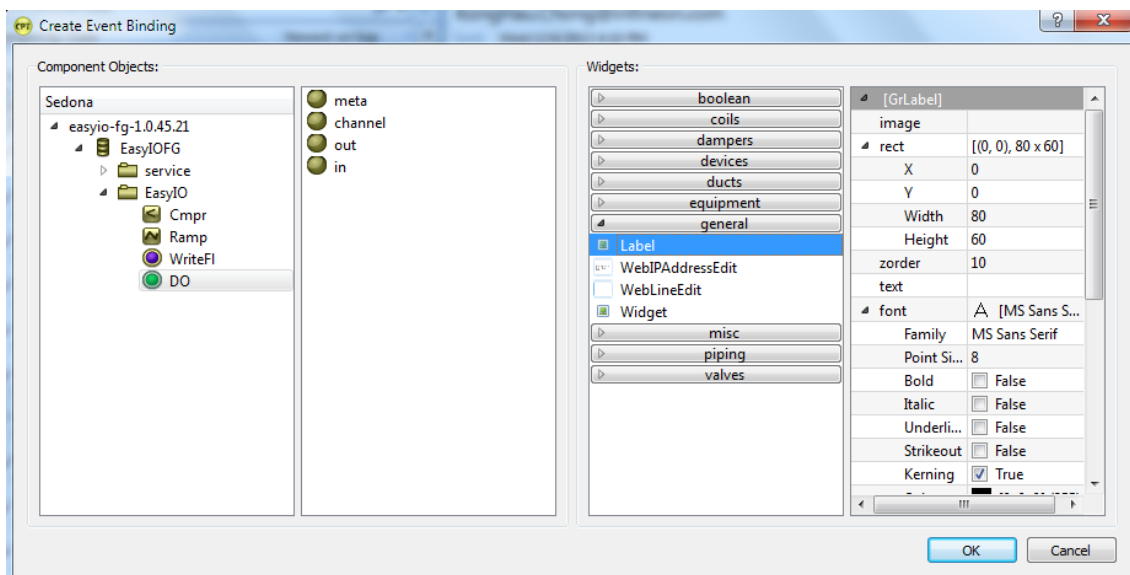 CPT Create Event Binding
Component Objects:
Sedona
easyio-fg-1.0.45.21
EasyIOFG
service
EasyIO
Cmpr
Ramp
WriteFl
DO
meta
channel
out
in
Widgets:
boolean
coils
dampers
devices
ducts
equipment
general
Label
WebIPAddressEdit
WebLineEdit
Widget
misc
piping
valves
[GrLabel]
image
rect [(0, 0), 80 x 60]
X 0
Y 0
Width 80
Height 60
zorder 10
text
font A [MS Sans S...
Family MS Sans Serif
Point Si... 8
Bold False
Italic False
Underli... False
Strikeout False
Kerning True
OK Cancel